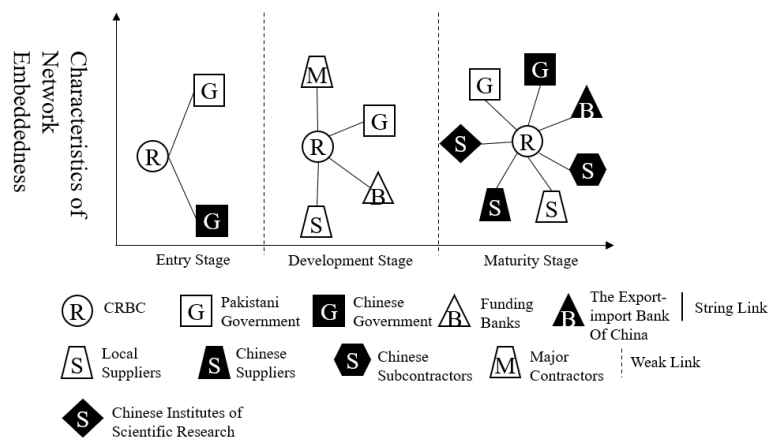 Characteristics of
Network
Embeddedness
G
R
G
M
R
G
B
S
G
G
B
S
R
S
S
S
Entry Stage
Development Stage
Maturity Stage
R CRBC
G Pakistani
Government
G Chinese
Government
B Funding
Banks
B The Export-
import Bank
Of China
String Link
S Local
Suppliers
S Chinese
Suppliers
S Chinese
Subcontractors
M Major
Contractors
Weak Link
S Chinese Institutes of
Scientific Research